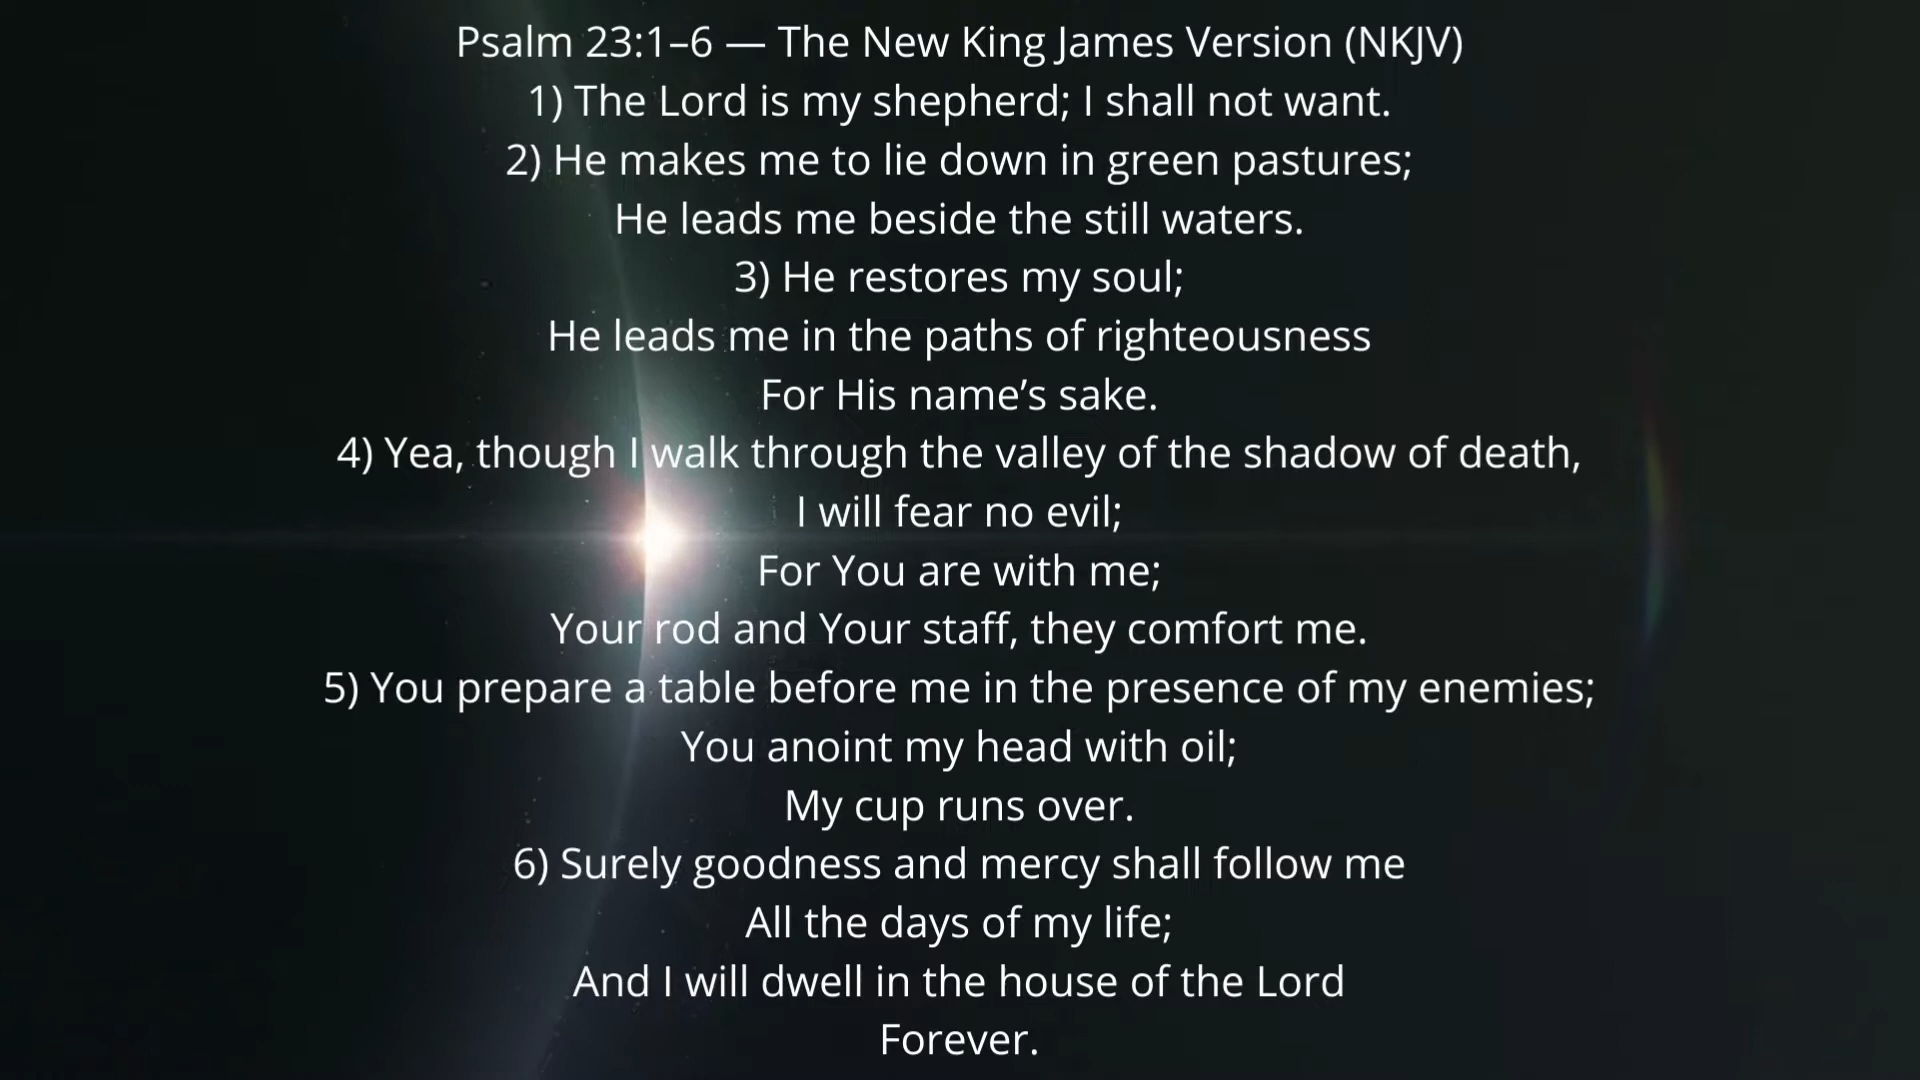 Psalm 23:1–6 — The New King James Version (NKJV)
1) The Lord is my shepherd; I shall not want.
2) He makes me to lie down in green pastures;
He leads me beside the still waters.
3) He restores my soul;
He leads me in the paths of righteousness
For His name’s sake.
4) Yea, though I walk through the valley of the shadow of death,
I will fear no evil;
For You are with me;
Your rod and Your staff, they comfort me.
5) You prepare a table before me in the presence of my enemies;
You anoint my head with oil;
My cup runs over.
6) Surely goodness and mercy shall follow me
All the days of my life;
And I will dwell in the house of the Lord
Forever.